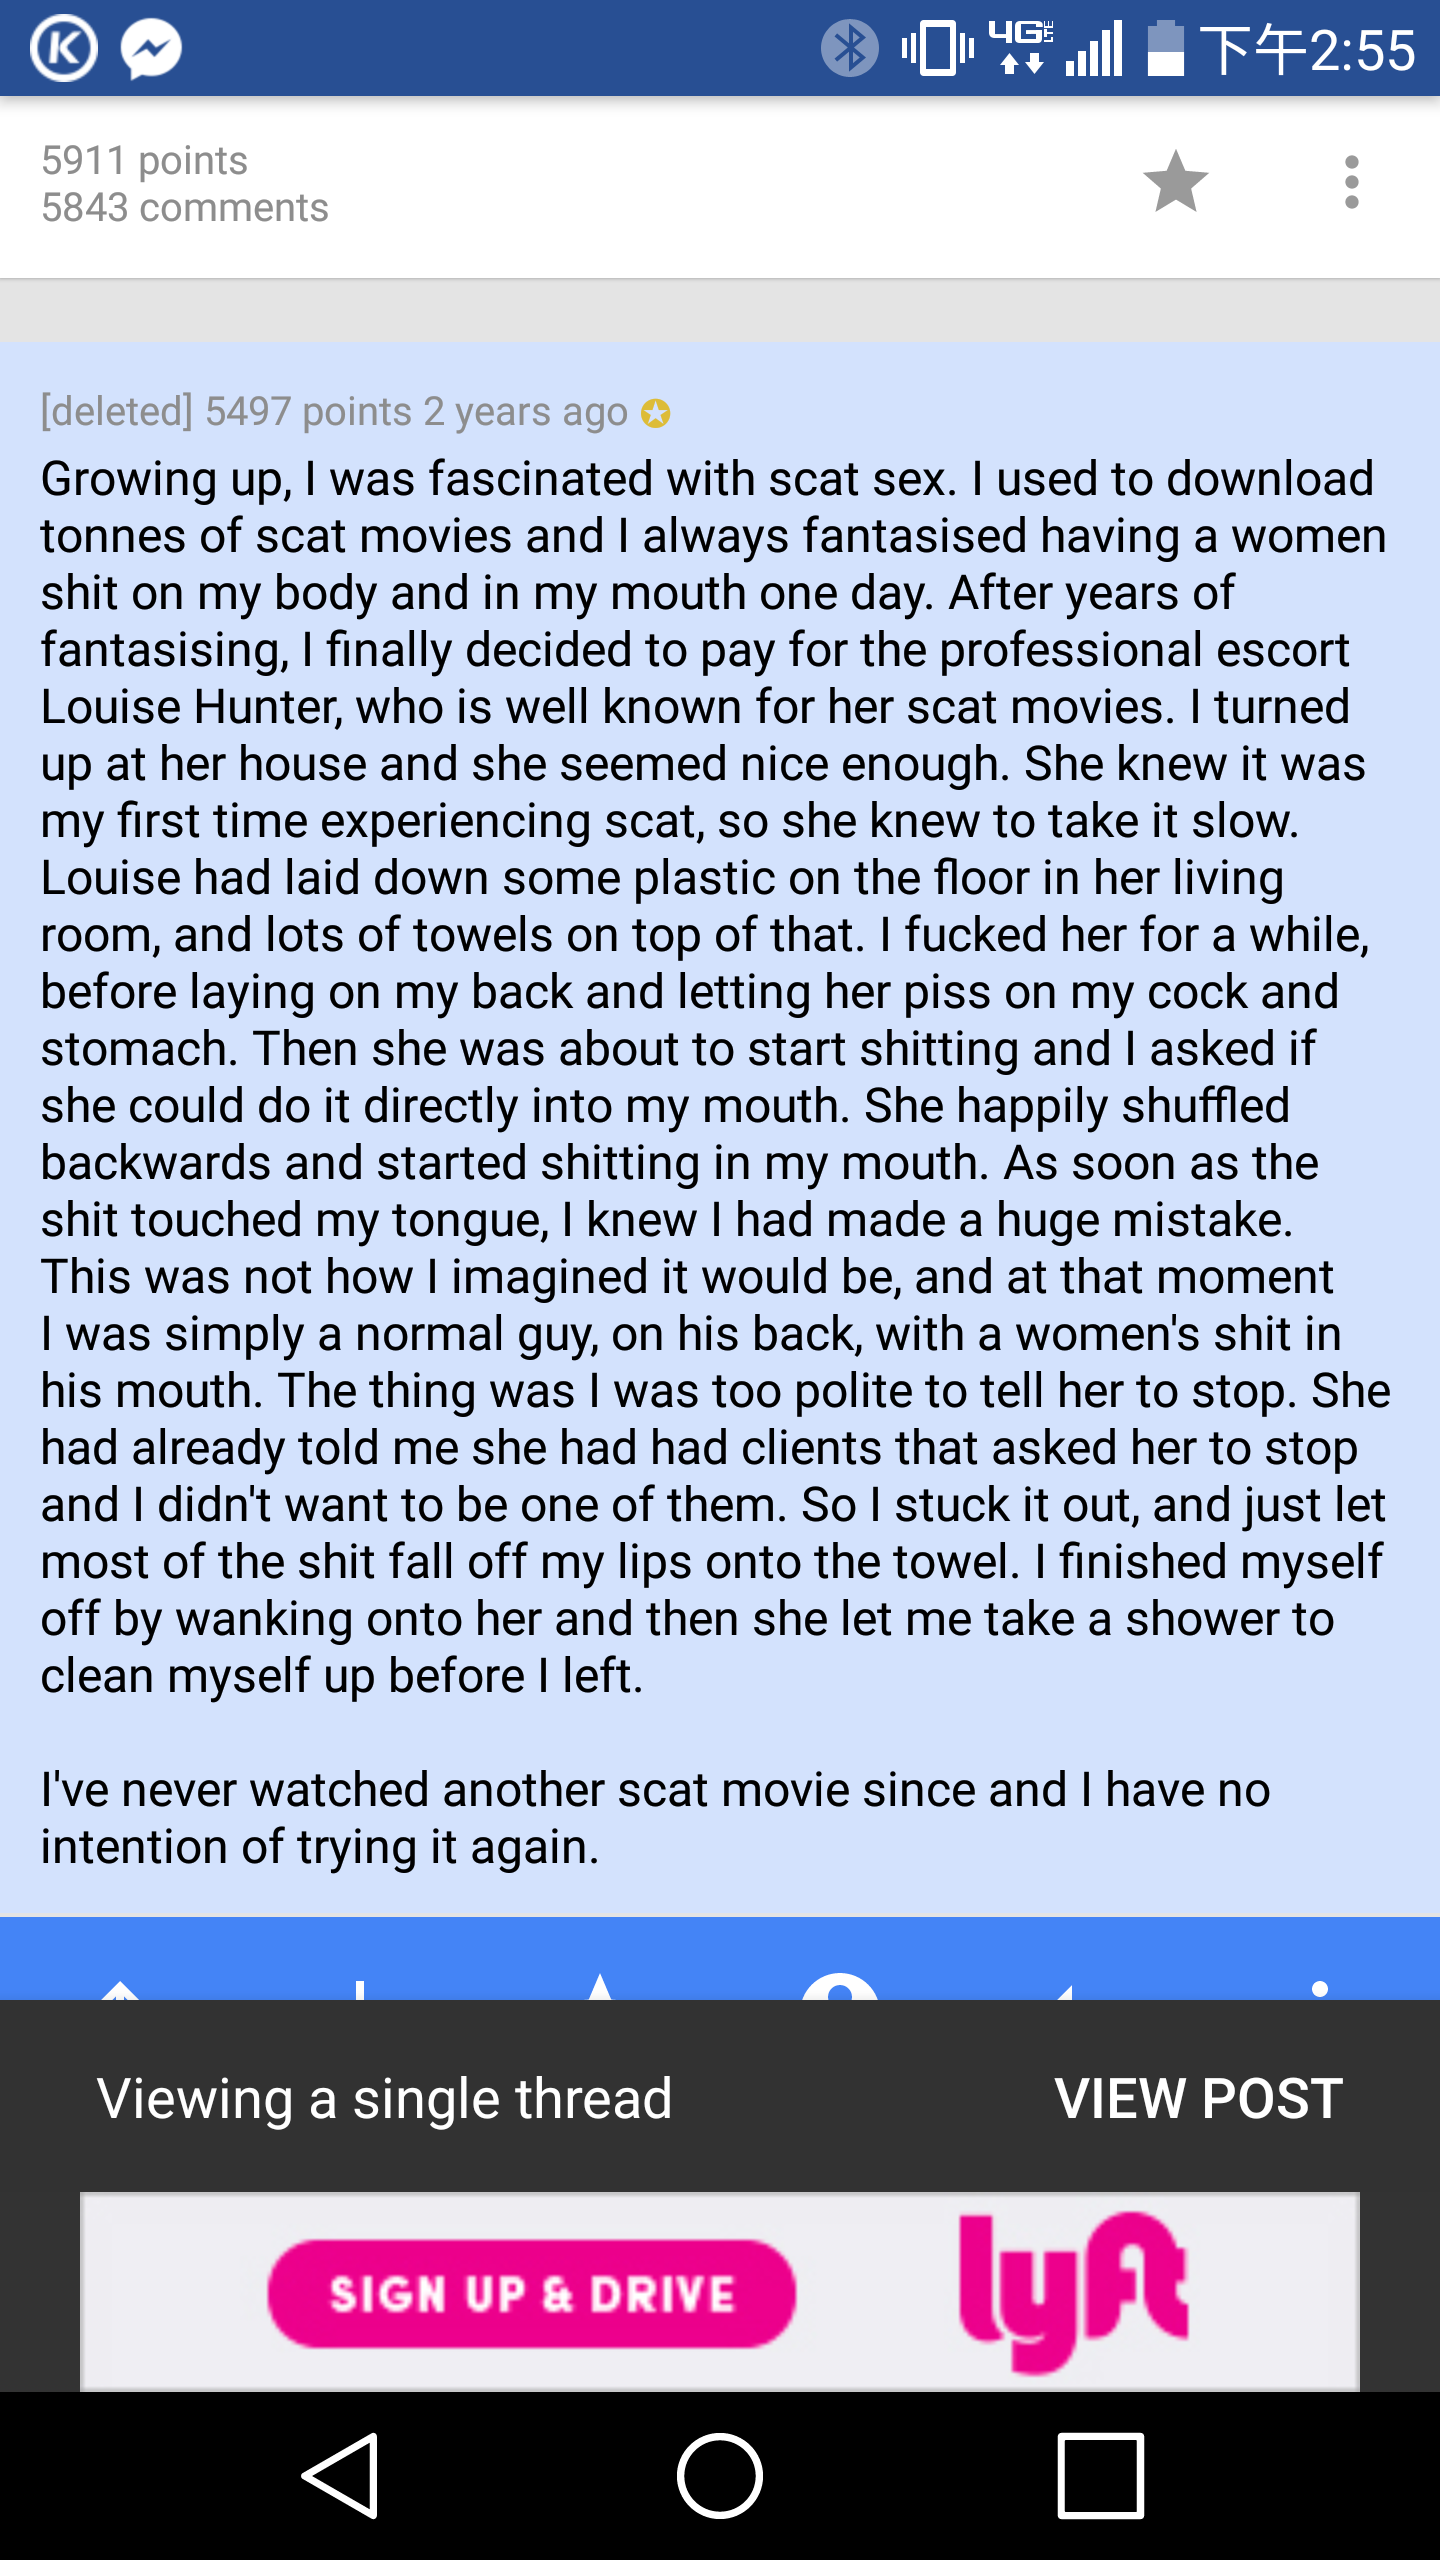 下午2:55
5911 points
5843 comments
[deleted] 5497 points 2 years ago
Growing up, I was fascinated with scat sex. I used to download
tonnes of scat movies and I always fantasised having a women
shit on my body and in my mouth one day. After years of
fantasising, I finally decided to pay for the professional escort
Louise Hunter, who is well known for her scat movies. I turned
up at her house and she seemed nice enough. She knew it was
my first time experiencing scat, so she knew to take it slow.
Louise had laid down some plastic on the floor in her living
room, and lots of towels on top of that. I fucked her for a while,
before laying on my back and letting her piss on my cock and
stomach. Then she was about to start shitting and I asked if
she could do it directly into my mouth. She happily shuffled
backwards and started shitting in my mouth. As soon as the
shit touched my tongue, I knew I had made a huge mistake.
This was not how I imagined it would be, and at that moment
I was simply a normal guy, on his back, with a women's shit in
his mouth. The thing was I was too polite to tell her to stop. She
had already told me she had had clients that asked her to stop
and I didn't want to be one of them. So I stuck it out, and just let
most of the shit fall off my lips onto the towel. I finished myself
off by wanking onto her and then she let me take a shower to
clean myself up before I left.
I've never watched another scat movie since and I have no
intention of trying it again.
Viewing a single thread VIEW POST
SIGN UP & DRIVE lyft